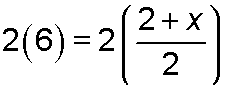 2(6) = 2((2 + x)/2)